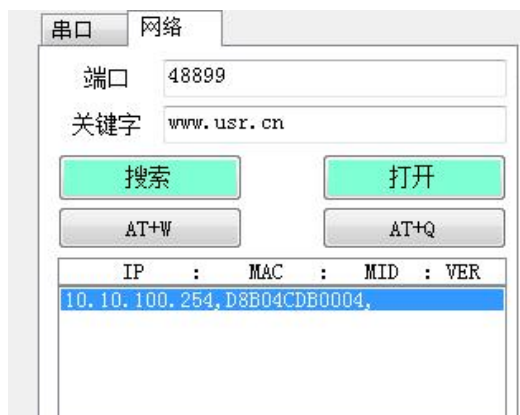 串口 网络
端口 48899
关键字 www.usr.cn
搜索 打开
AT+W AT+Q
IP : MAC : MID : VER
10.10.100.254,D8B04CDB0004,